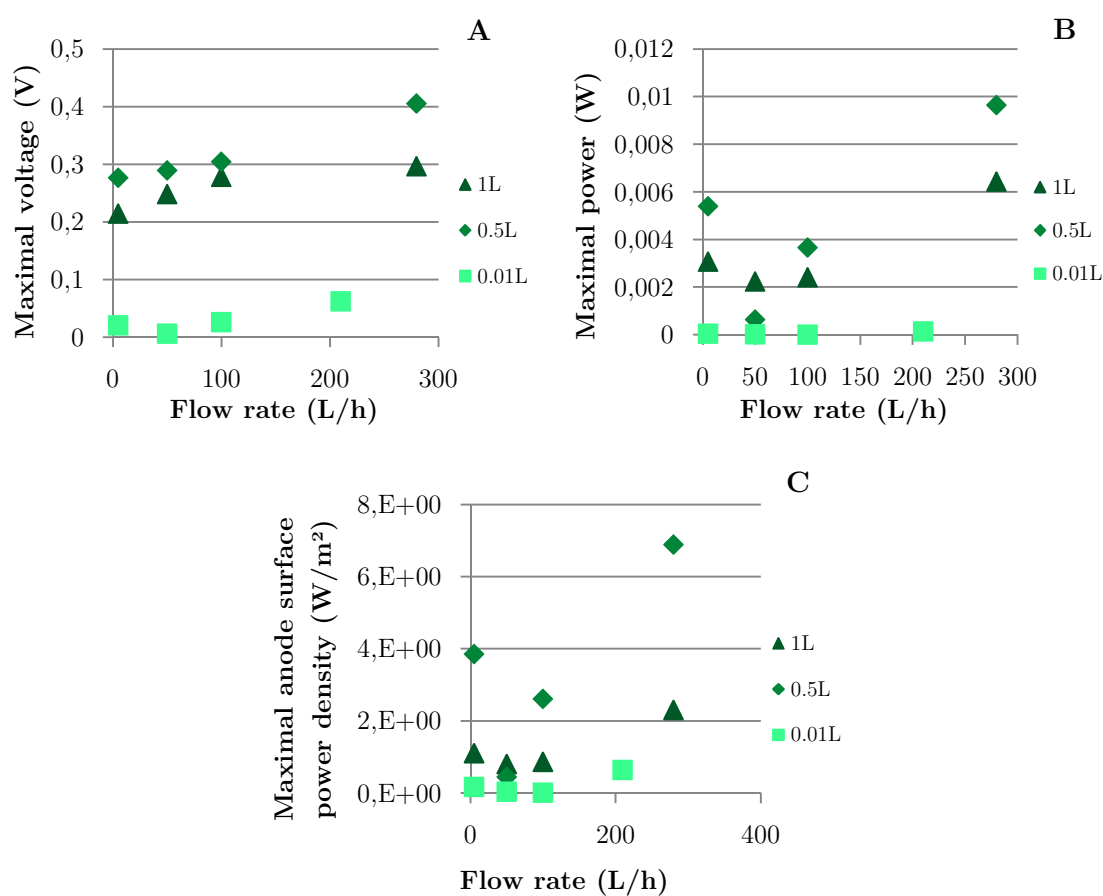 A
Maximal voltage (V)
0,5
0,4
0,3
0,2
0,1
0
0 100 200 300
Flow rate (L/h)
1L
0.5L
0.01L
B
Maximal power (W)
0,012
0,01
0,008
0,006
0,004
0,002
0
0 50 100 150 200 250 300
Flow rate (L/h)
1L
0.5L
0.01L
C
Maximal anode surface
power density (W/m²)
8,E+00
6,E+00
4,E+00
2,E+00
0,E+00
0 200 400
Flow rate (L/h)
1L
0.5L
0.01L